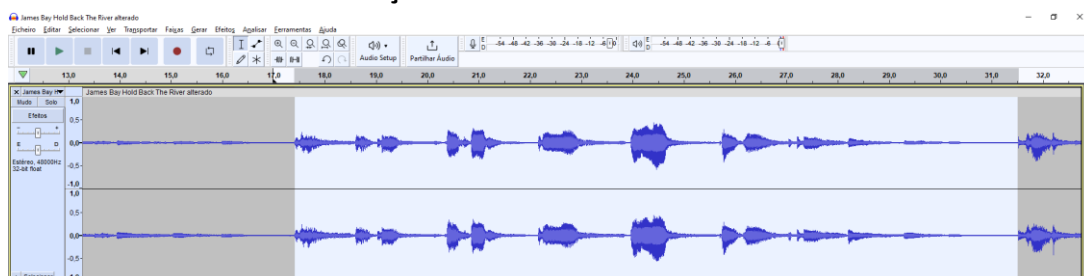 James Bay Hold Back The River alterado
Ficheiro Editar Selecionar Ver Transportar Faixas Gerar Efeitos Analisar Ferramentas Ajuda
Audio Setup Partilhar Áudio
E D -54 -48 -42 -36 -30 -24 -18 -12 -6 0
E D -54 -48 -42 -36 -30 -24 -18 -12 -6
13,0 14,0 15,0 16,0 17,0 18,0 19,0 20,0 21,0 22,0 23,0 24,0 25,0 26,0 27,0 28,0 29,0 30,0 31,0 32,0
James Bay H
James Bay Hold Back The River alterado
Mudo Solo
Efeitos
- +
E D
Estéreo, 48000Hz
32-bit float
1,0
0,5-
0,0-
-0,5-
-1,0
1,0
0,5-
0,0-
-0,5-